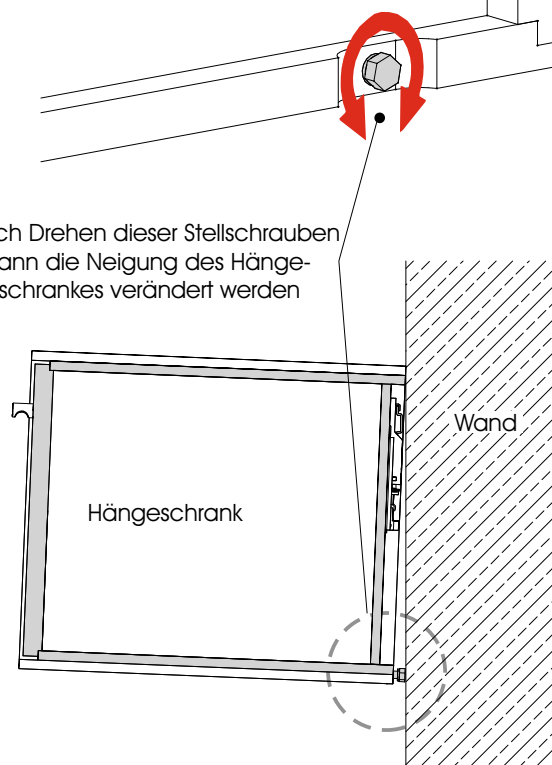 ch Drehen dieser Stellschrauben
ann die Neigung des Hänge-
schrankes verändert werden
Wand
Hängeschrank